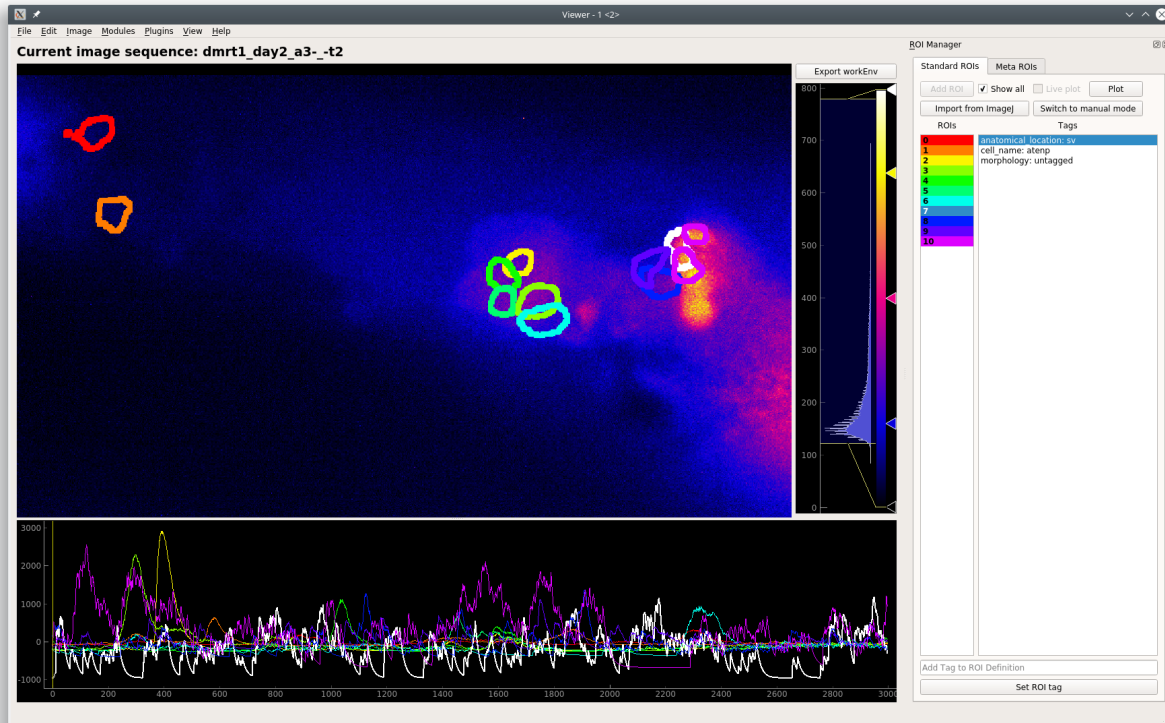 Viewer - 1 <2>
File Edit Image Modules Plugins View Help
Current image sequence: dmrt1_day2_a3-_-t2
Export workEnv
800
700
600
500
400
300
200
100
0
3000
2000
1000
0
-1000
0 200 400 600 800 1000 1200 1400 1600 1800 2000 2200 2400 2600 2800 3000
ROI Manager
Standard ROIs Meta ROIs
Add ROI Show all Live plot Plot
Import from ImageJ Switch to manual mode
ROIs Tags
0 anatomical_location: sv
1 cell_name: atenp
2 morphology: untagged
3
4
5
6
7
8
9
10
Add Tag to ROI Definition
Set ROI tag